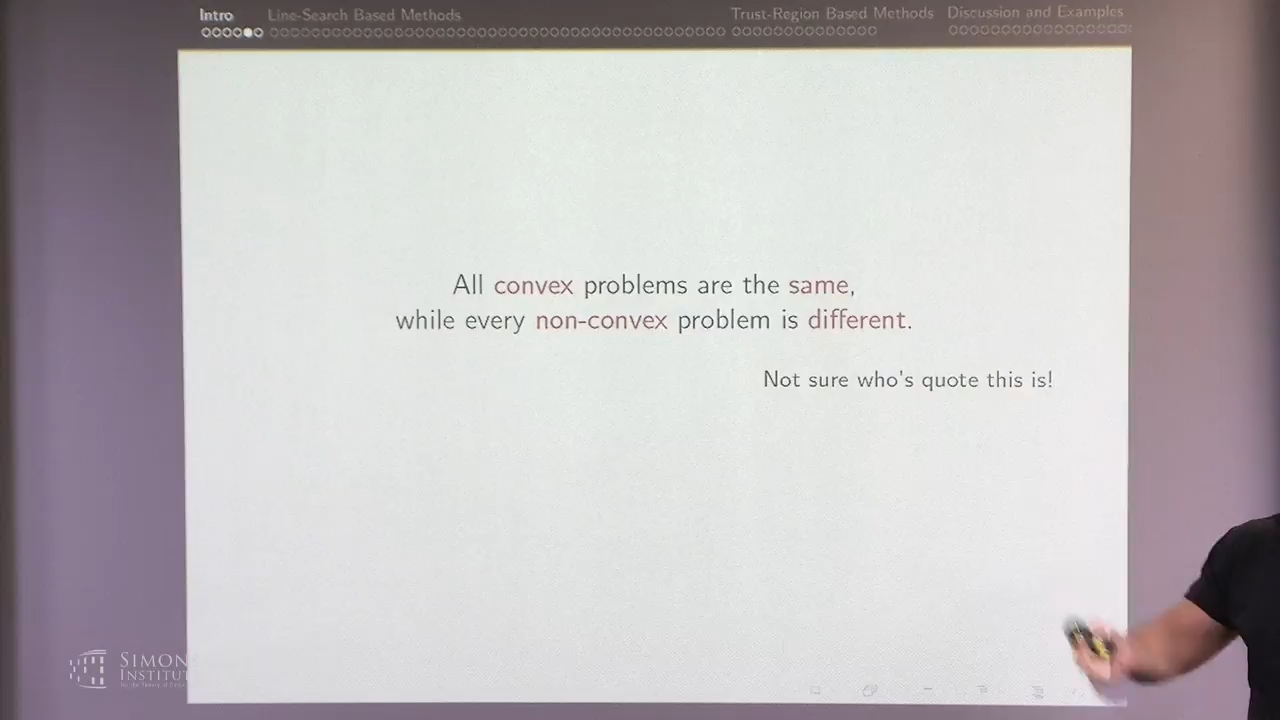 Intro Line-Search Based Methods Trust-Region Based Methods Discussion and Examples
All convex problems are the same,
while every non-convex problem is different.
Not sure who's quote this is!
SIMONS
INSTITUTE